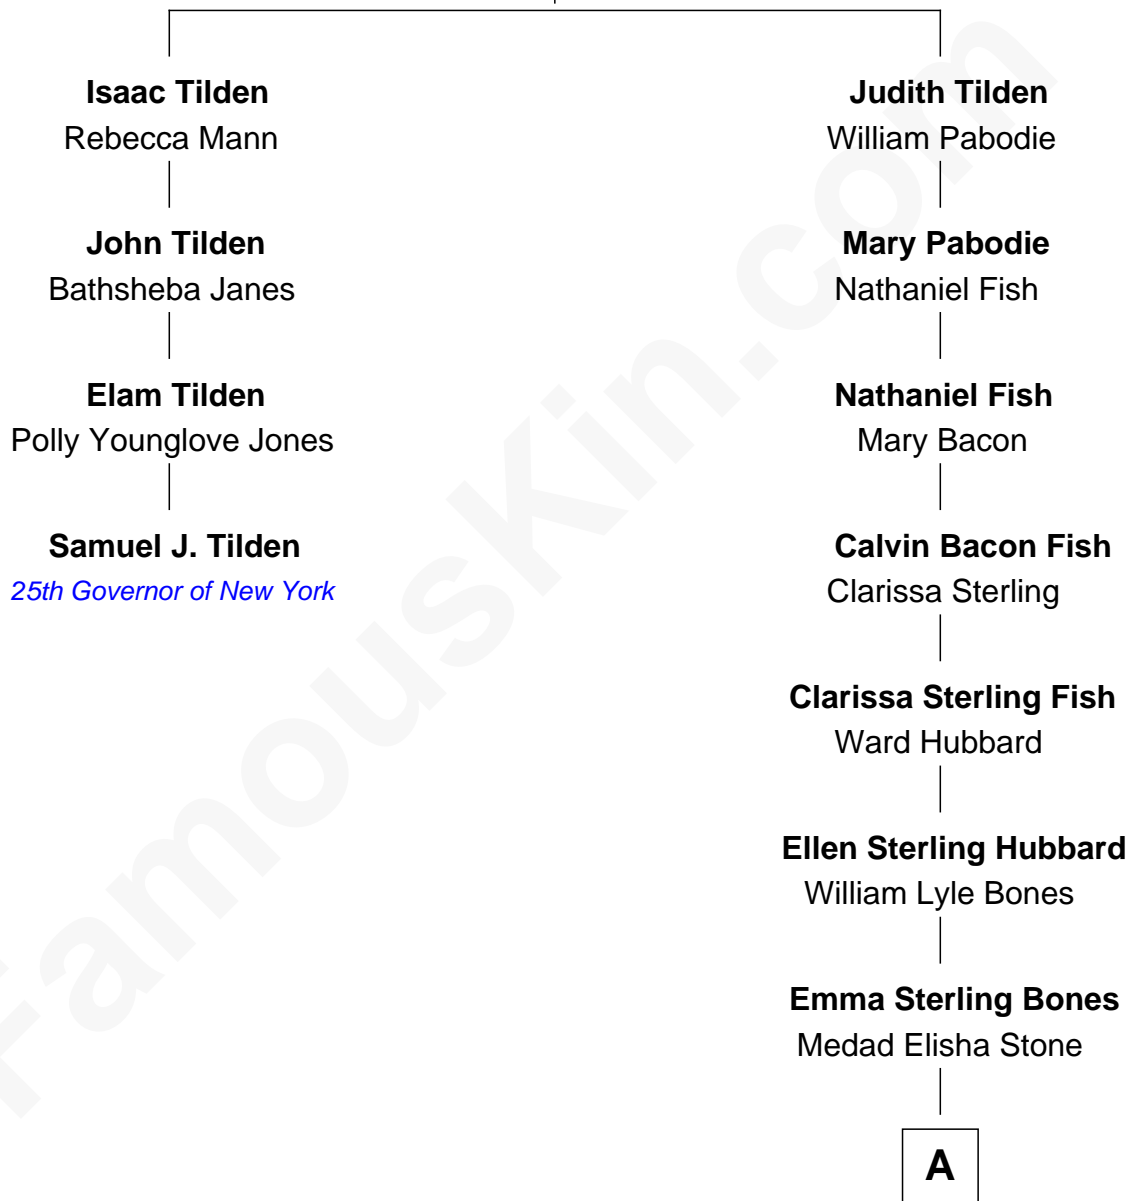 Isaac Tilden
Rebecca Mann
John Tilden
Bathsheba Janes
Elam Tilden
Polly Younglove Jones
Samuel J. Tilden
25th Governor of New York
Judith Tilden
William Pabodie
Mary Pabodie
Nathaniel Fish
Nathaniel Fish
Mary Bacon
Calvin Bacon Fish
Clarissa Sterling
Clarissa Sterling Fish
Ward Hubbard
Ellen Sterling Hubbard
William Lyle Bones
Emma Sterling Bones
Medad Elisha Stone
A
FamousKin.com